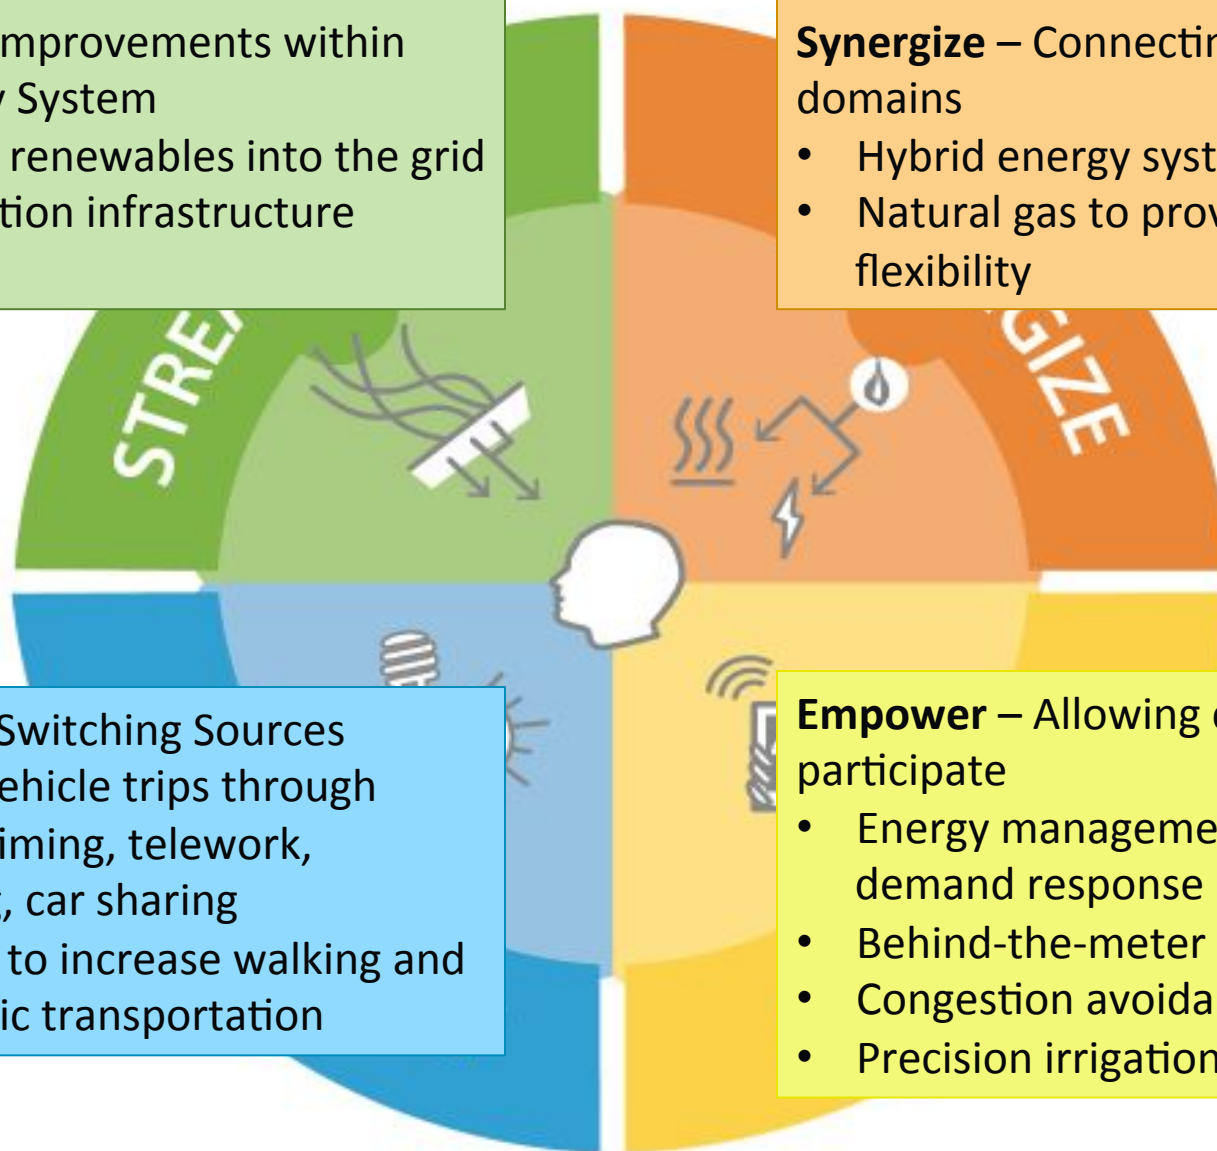 mprovements within
y System
renewables into the grid
tion infrastructure
Synergize – Connectin
domains
• Hybrid energy syst
• Natural gas to prov
flexibility
STREA
GIZE
Switching Sources
ehicle trips through
iming, telework,
, car sharing
to increase walking and
ic transportation
Empower – Allowing
participate
• Energy manageme
demand response
• Behind-the-meter
• Congestion avoida
• Precision irrigation